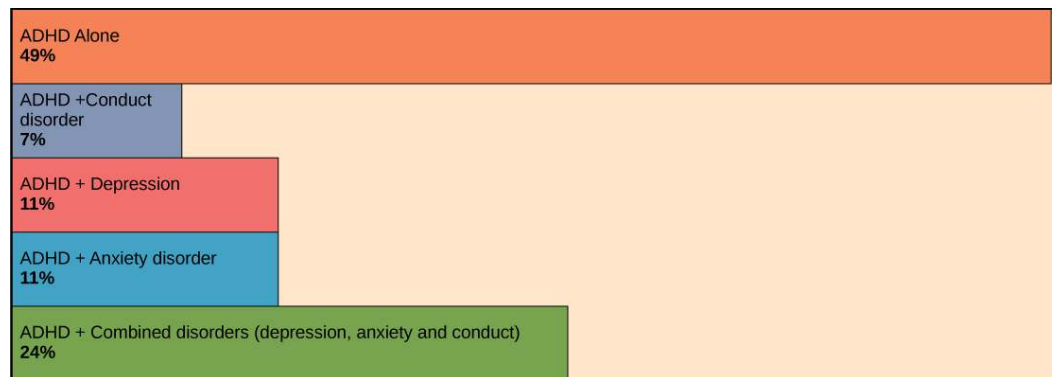 ADHD Alone
49%
ADHD +Conduct
disorder
7%
ADHD + Depression
11%
ADHD + Anxiety disorder
11%
ADHD + Combined disorders (depression, anxiety and conduct)
24%